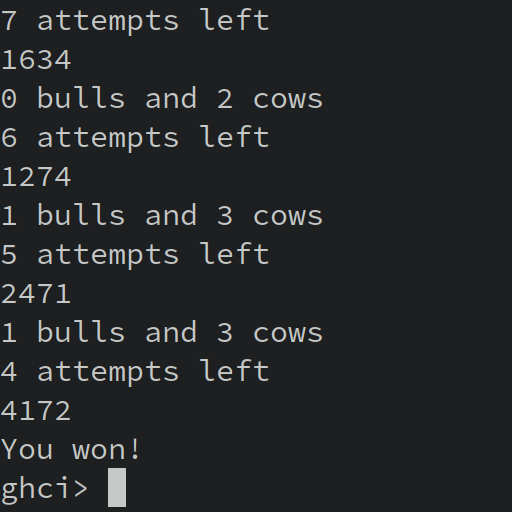 7 attempts left
1634
0 bulls and 2 cows
6 attempts left
1274
1 bulls and 3 cows
5 attempts left
2471
1 bulls and 3 cows
4 attempts left
4172
You won!
ghci>